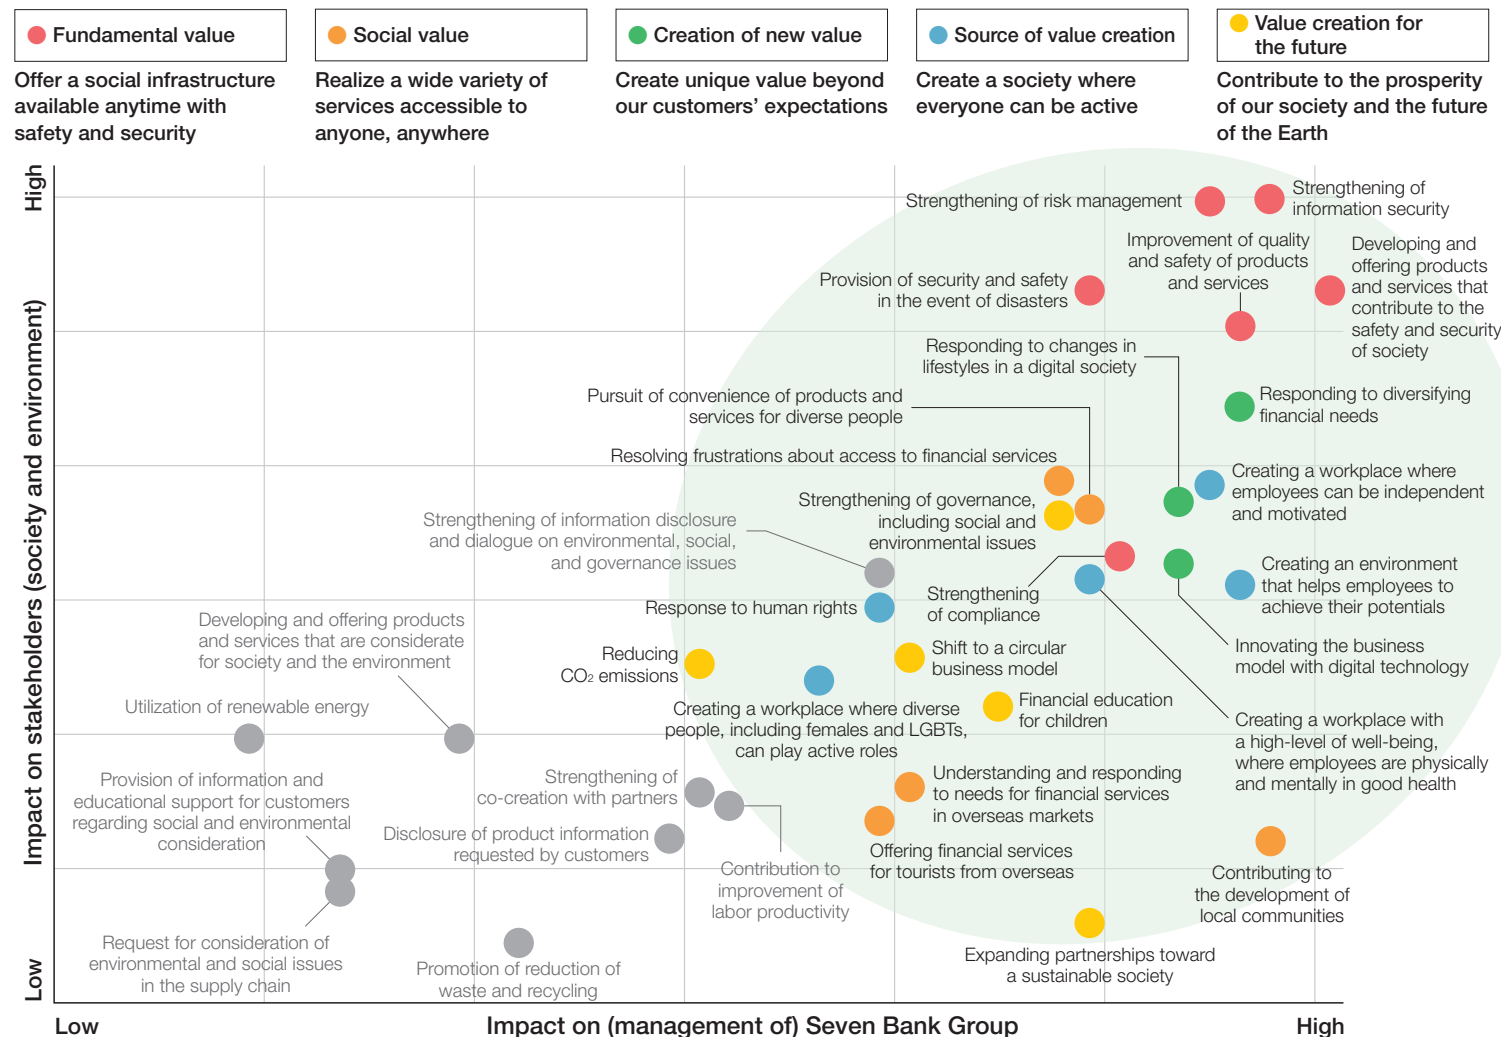 Fundamental value
Offer a social infrastructure
available anytime with
safety and security
Social value
Realize a wide variety of
services accessible to
anyone, anywhere
Creation of new value
Create unique value beyond
our customers’ expectations
Source of value creation
Create a society where
everyone can be active
Value creation for
the future
Contribute to the prosperity
of our society and the future
of the Earth
High
Impact on stakeholders (society and environment)
Low
Strengthening of risk management
Strengthening of
information security
Improvement of quality
and safety of products
and services
Developing and
offering products
and services that
contribute to the
safety and security
of society
Provision of security and safety
in the event of disasters
Responding to changes in
lifestyles in a digital society
Pursuit of convenience of products and
services for diverse people
Responding to diversifying
financial needs
Resolving frustrations about access to financial services
Creating a workplace where
employees can be independent
and motivated
Strengthening of governance,
including social and
environmental issues
Strengthening of information disclosure
and dialogue on environmental, social,
and governance issues
Creating an environment
that helps employees to
achieve their potentials
Strengthening
of compliance
Response to human rights
Developing and offering products
and services that are considerate
for society and the environment
Reducing
CO2 emissions
Shift to a circular
business model
Innovating the business
model with digital technology
Utilization of renewable energy
Creating a workplace where diverse
people, including females and LGBTs,
can play active roles
Financial education
for children
Creating a workplace with
a high-level of well-being,
where employees are physically
and mentally in good health
Provision of information and
educational support for customers
regarding social and environmental
consideration
Strengthening of
co-creation with partners
Understanding and responding
to needs for financial services
in overseas markets
Disclosure of product information
requested by customers
Offering financial services
for tourists from overseas
Contribution to
improvement of
labor productivity
Contributing to
the development of
local communities
Request for consideration of
environmental and social issues
in the supply chain
Promotion of reduction of
waste and recycling
Expanding partnerships toward
a sustainable society
Low
Impact on (management of) Seven Bank Group
High